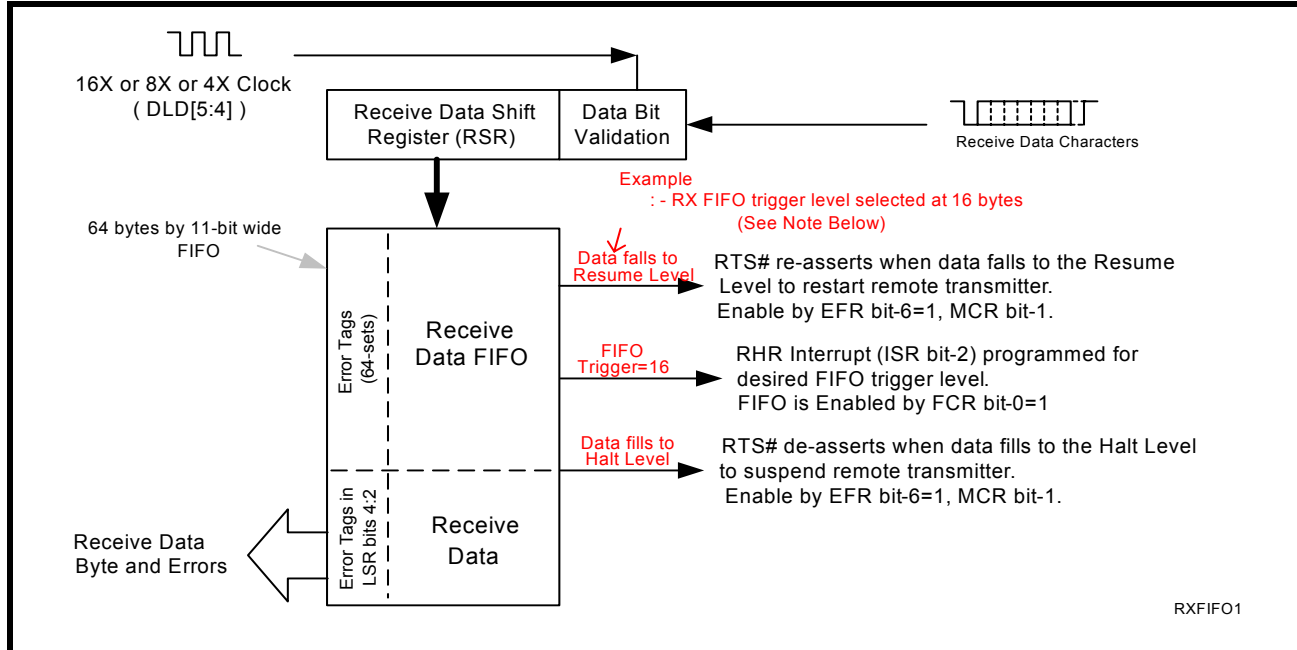 16X or 8X or 4X Clock
( DLD[5:4] )
Receive Data Shift
Register (RSR)
Data Bit
Validation
Receive Data Characters
Example
: - RX FIFO trigger level selected at 16 bytes
(See Note Below)
64 bytes by 11-bit wide
FIFO
Data falls to
Resume Level
RTS# re-asserts when data falls to the Resume
Level to restart remote transmitter.
Enable by EFR bit-6=1, MCR bit-1.
Error Tags
(64-sets)
Receive
Data FIFO
FIFO
Trigger=16
RHR Interrupt (ISR bit-2) programmed for
desired FIFO trigger level.
FIFO is Enabled by FCR bit-0=1
Data fills to
Halt Level
RTS# de-asserts when data fills to the Halt Level
to suspend remote transmitter.
Enable by EFR bit-6=1, MCR bit-1.
Error Tags in
LSR bits 4:2
Receive
Data
Receive Data
Byte and Errors
RXFIFO1